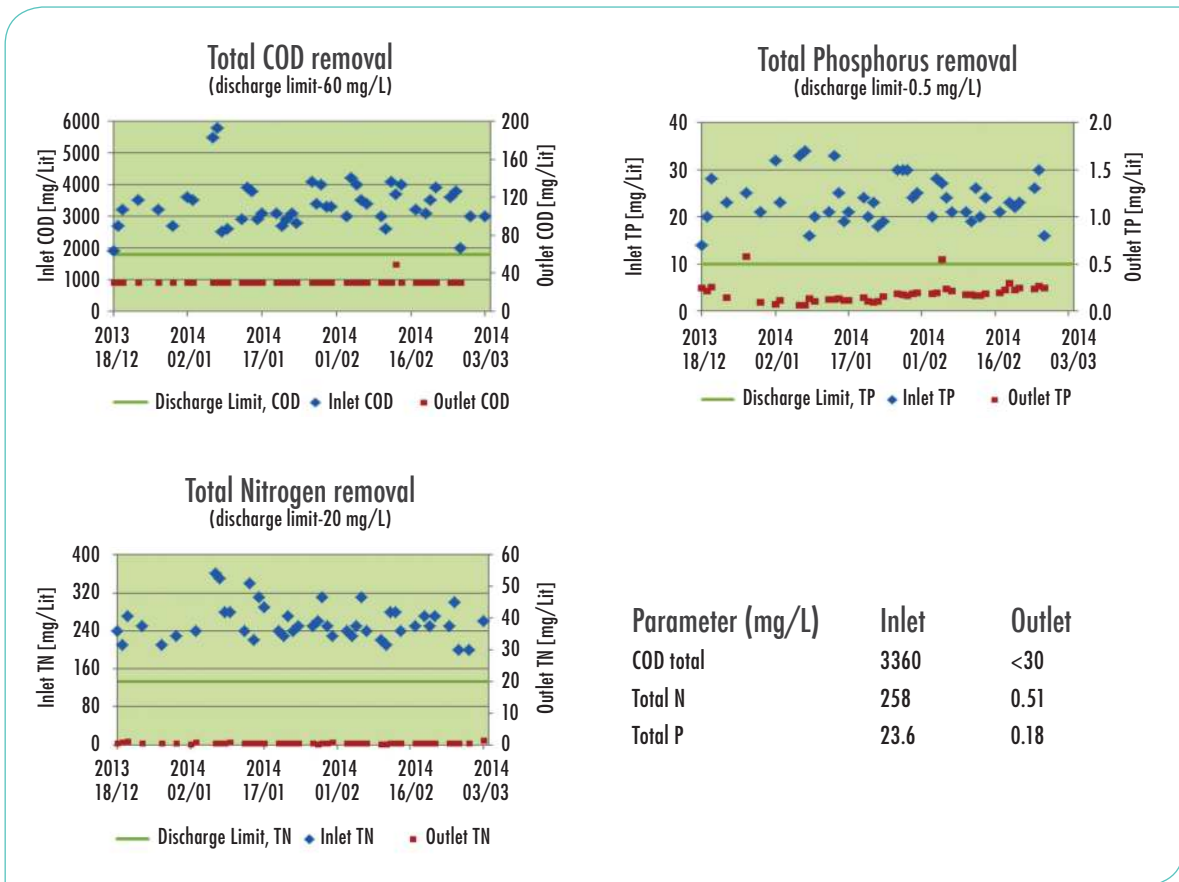 Total COD removal
(discharge limit-60 mg/L)
Inlet COD [mg/Lit]
6000
5000
4000
3000
2000
1000
0
200
160
120
80
40
0
Outlet COD [mg/Lit]
2013 2014 2014 2014 2014 2014
18/12 02/01 17/01 01/02 16/02 03/03
Discharge Limit, COD Inlet COD Outlet COD
Total Phosphorus removal
(discharge limit-0.5 mg/L)
Inlet TP [mg/Lit]
40
30
20
10
0
2.0
1.5
1.0
0.5
0.0
Outlet TP [mg/Lit]
2013 2014 2014 2014 2014 2014
18/12 02/01 17/01 01/02 16/02 03/03
Discharge Limit, TP Inlet TP Outlet TP
Total Nitrogen removal
(discharge limit-20 mg/L)
Inlet TN [mg/Lit]
400
320
240
160
80
0
60
50
40
30
20
10
0
Outlet TN [mg/Lit]
2013 2014 2014 2014 2014 2014
18/12 02/01 17/01 01/02 16/02 03/03
Discharge Limit, TN Inlet TN Outlet TN
Parameter (mg/L) Inlet Outlet
COD total 3360 <30
Total N 258 0.51
Total P 23.6 0.18